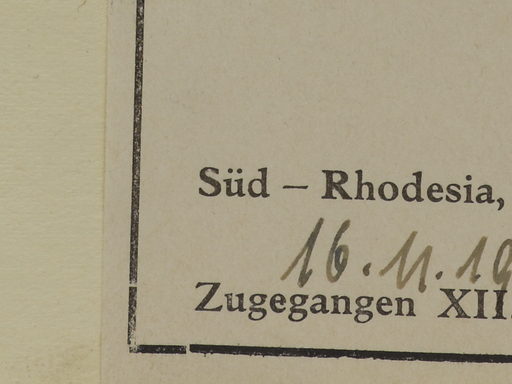 Süd – Rhodesia,
16.11.19
Zugegangen XII.